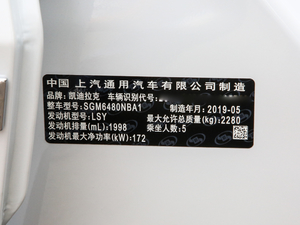 中国 上汽通用汽车有限公司制造
品牌:凯迪拉克 车辆识别代号:
整车型号:SGM6480NBA1 制造年月:2019-05
发动机型号:LSY 最大允许总质量(kg):2280
发动机排量(mL):1998 乘坐人数:5
发动机最大净功率(kW):172